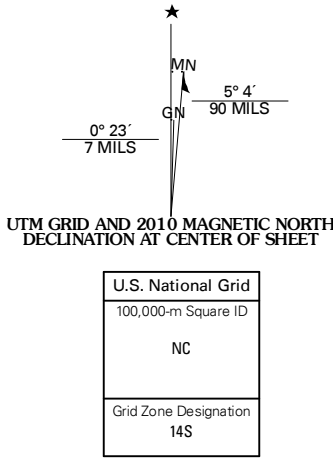 MN
GN
5° 4´
90 MILS
0° 23´
7 MILS
UTM GRID AND 2010 MAGNETIC NORTH
DECLINATION AT CENTER OF SHEET
U.S. National Grid
100,000-m Square ID
NC
Grid Zone Designation
14S